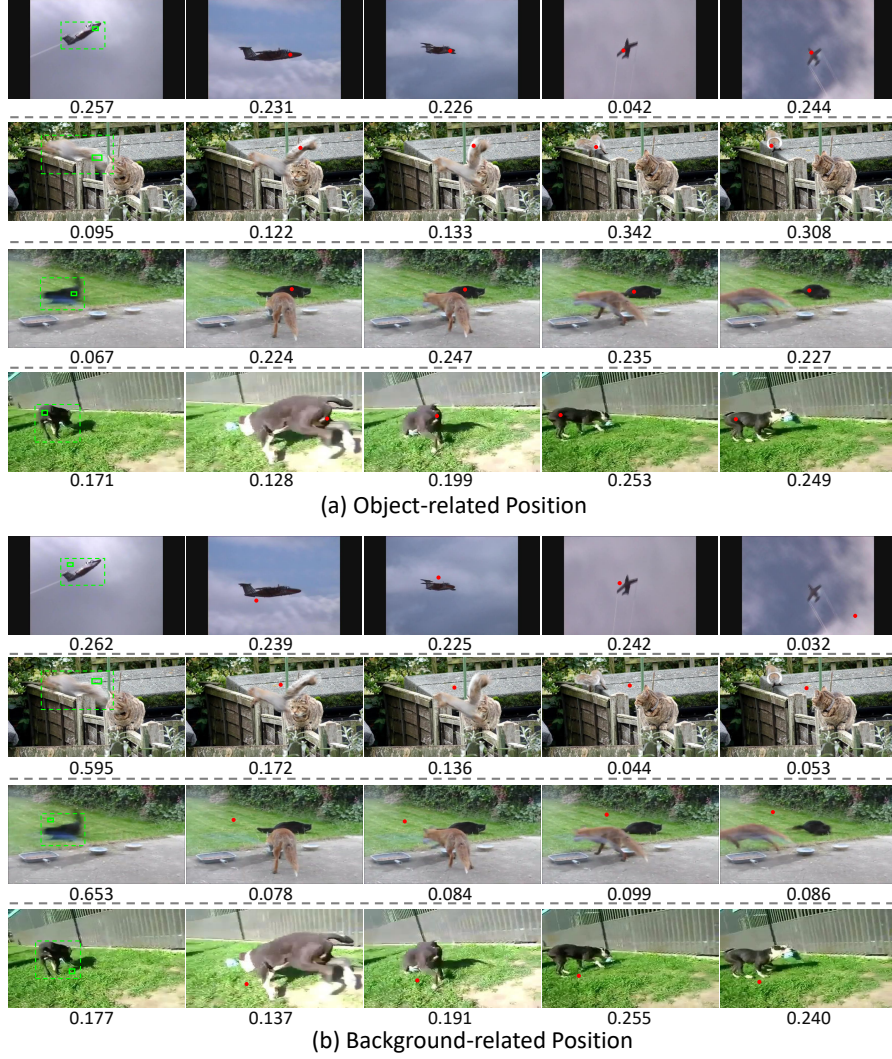 0.257 0.231 0.226 0.042 0.244
0.095 0.122 0.133 0.342 0.308
0.067 0.224 0.247 0.235 0.227
0.171 0.128 0.199 0.253 0.249
(a) Object-related Position
0.262 0.239 0.225 0.242 0.032
0.595 0.172 0.136 0.044 0.053
0.653 0.078 0.084 0.099 0.086
0.177 0.137 0.191 0.255 0.240
(b) Background-related Position